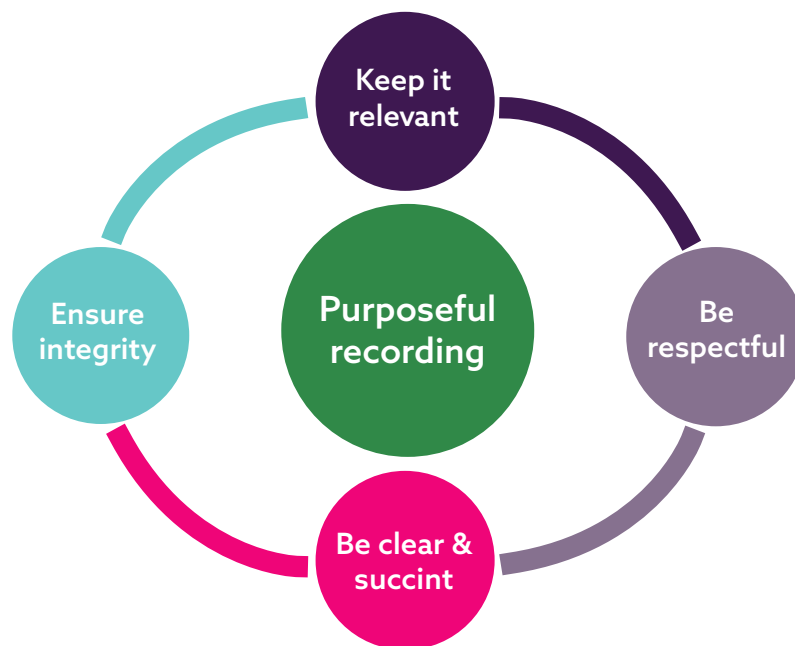 Keep it
relevant
Ensure
integrity
Purposeful
recording
Be
respectful
Be clear &
succint